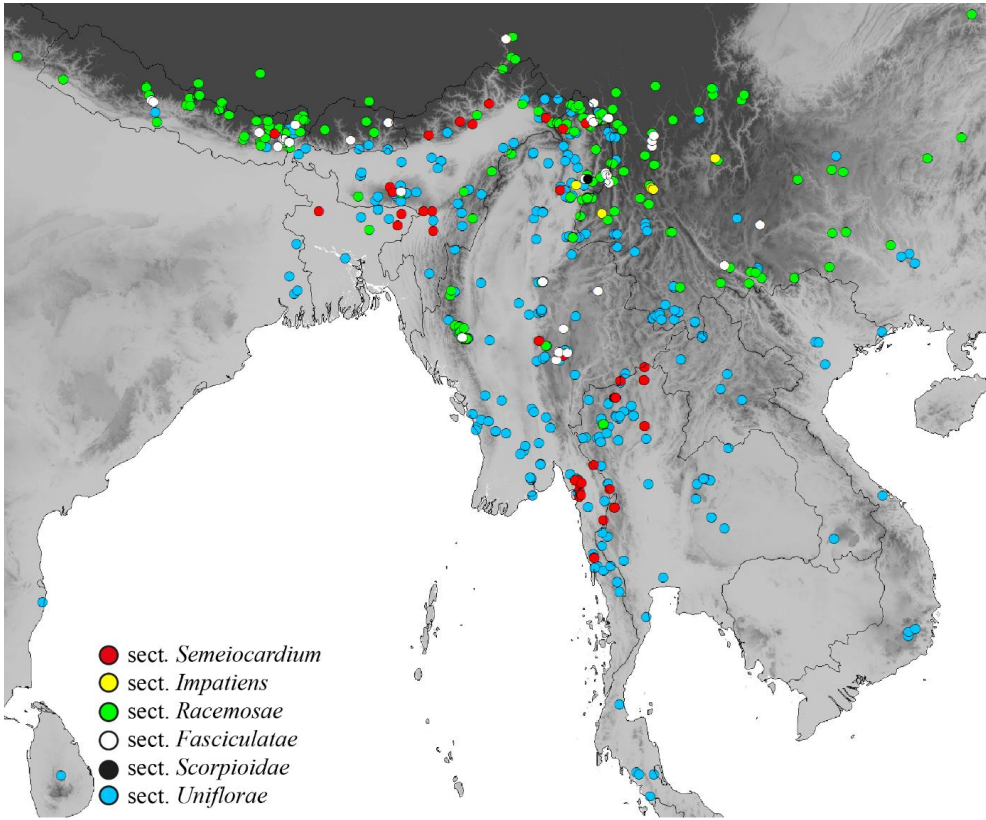 sect. Semeiocardium
sect. Impatiens
sect. Racemosae
sect. Fasciculatae
sect. Scorpioidae
sect. Uniflorae